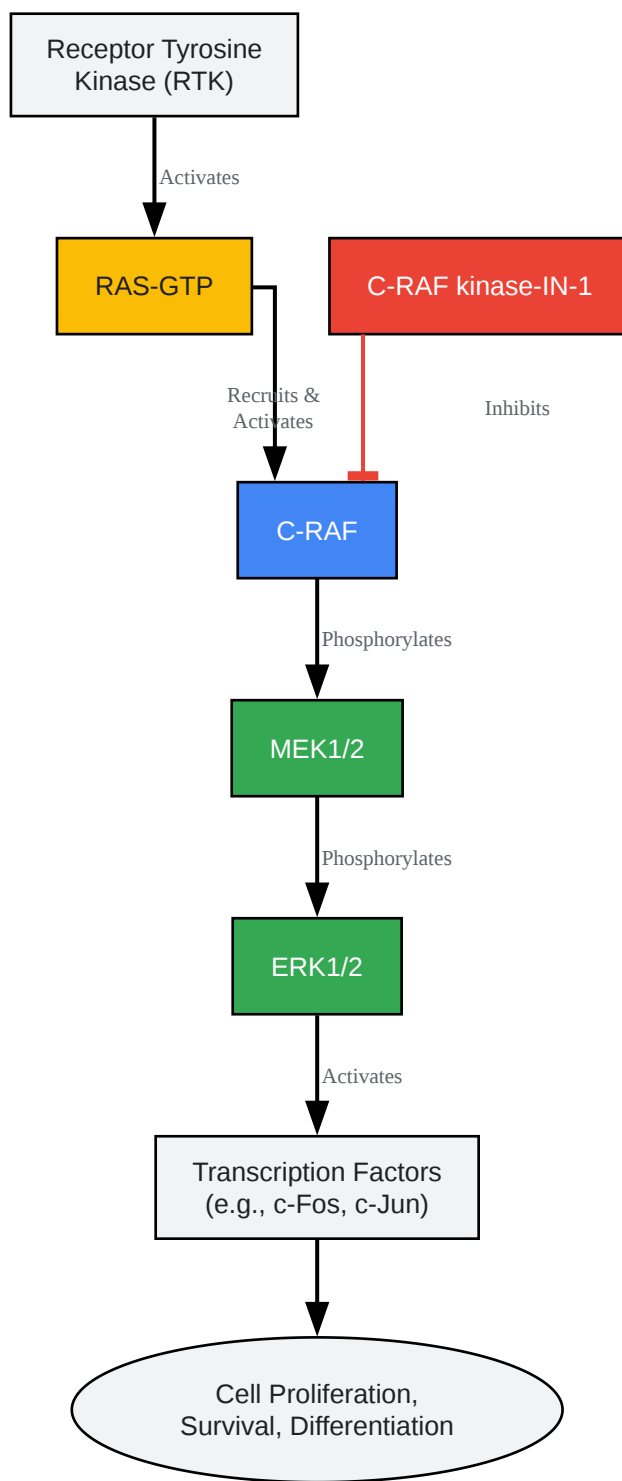 Receptor Tyrosine
Kinase (RTK)
Activates
RAS-GTP
C-RAF kinase-IN-1
Recruits &
Activates
Inhibits
C-RAF
Phosphorylates
MEK1/2
Phosphorylates
ERK1/2
Activates
Transcription Factors
(e.g., c-Fos, c-Jun)
Cell Proliferation,
Survival, Differentiation